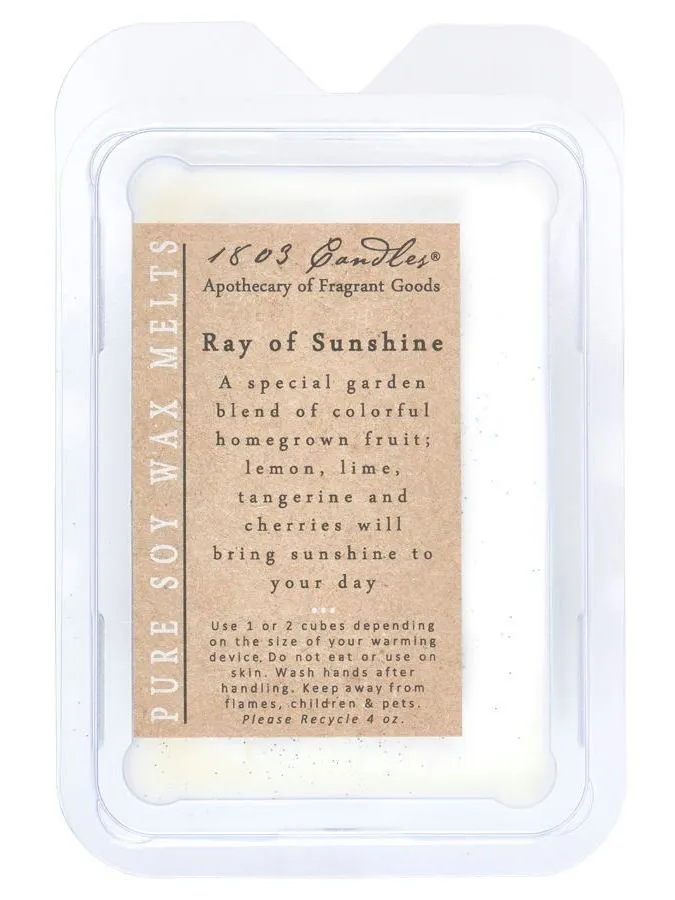 PURE SOY WAX MELTS
1803 Candles®
Apothecary of Fragrant Goods
Ray of Sunshine
A special garden
blend of colorful
homegrown fruit;
lemon, lime,
tangerine and
cherries will
bring sunshine to
your day
Use 1 or 2 cubes depending
on the size of your warming
device. Do not eat or use on
skin. Wash hands after
handling. Keep away from
flames, children & pets.
Please Recycle 4 oz.